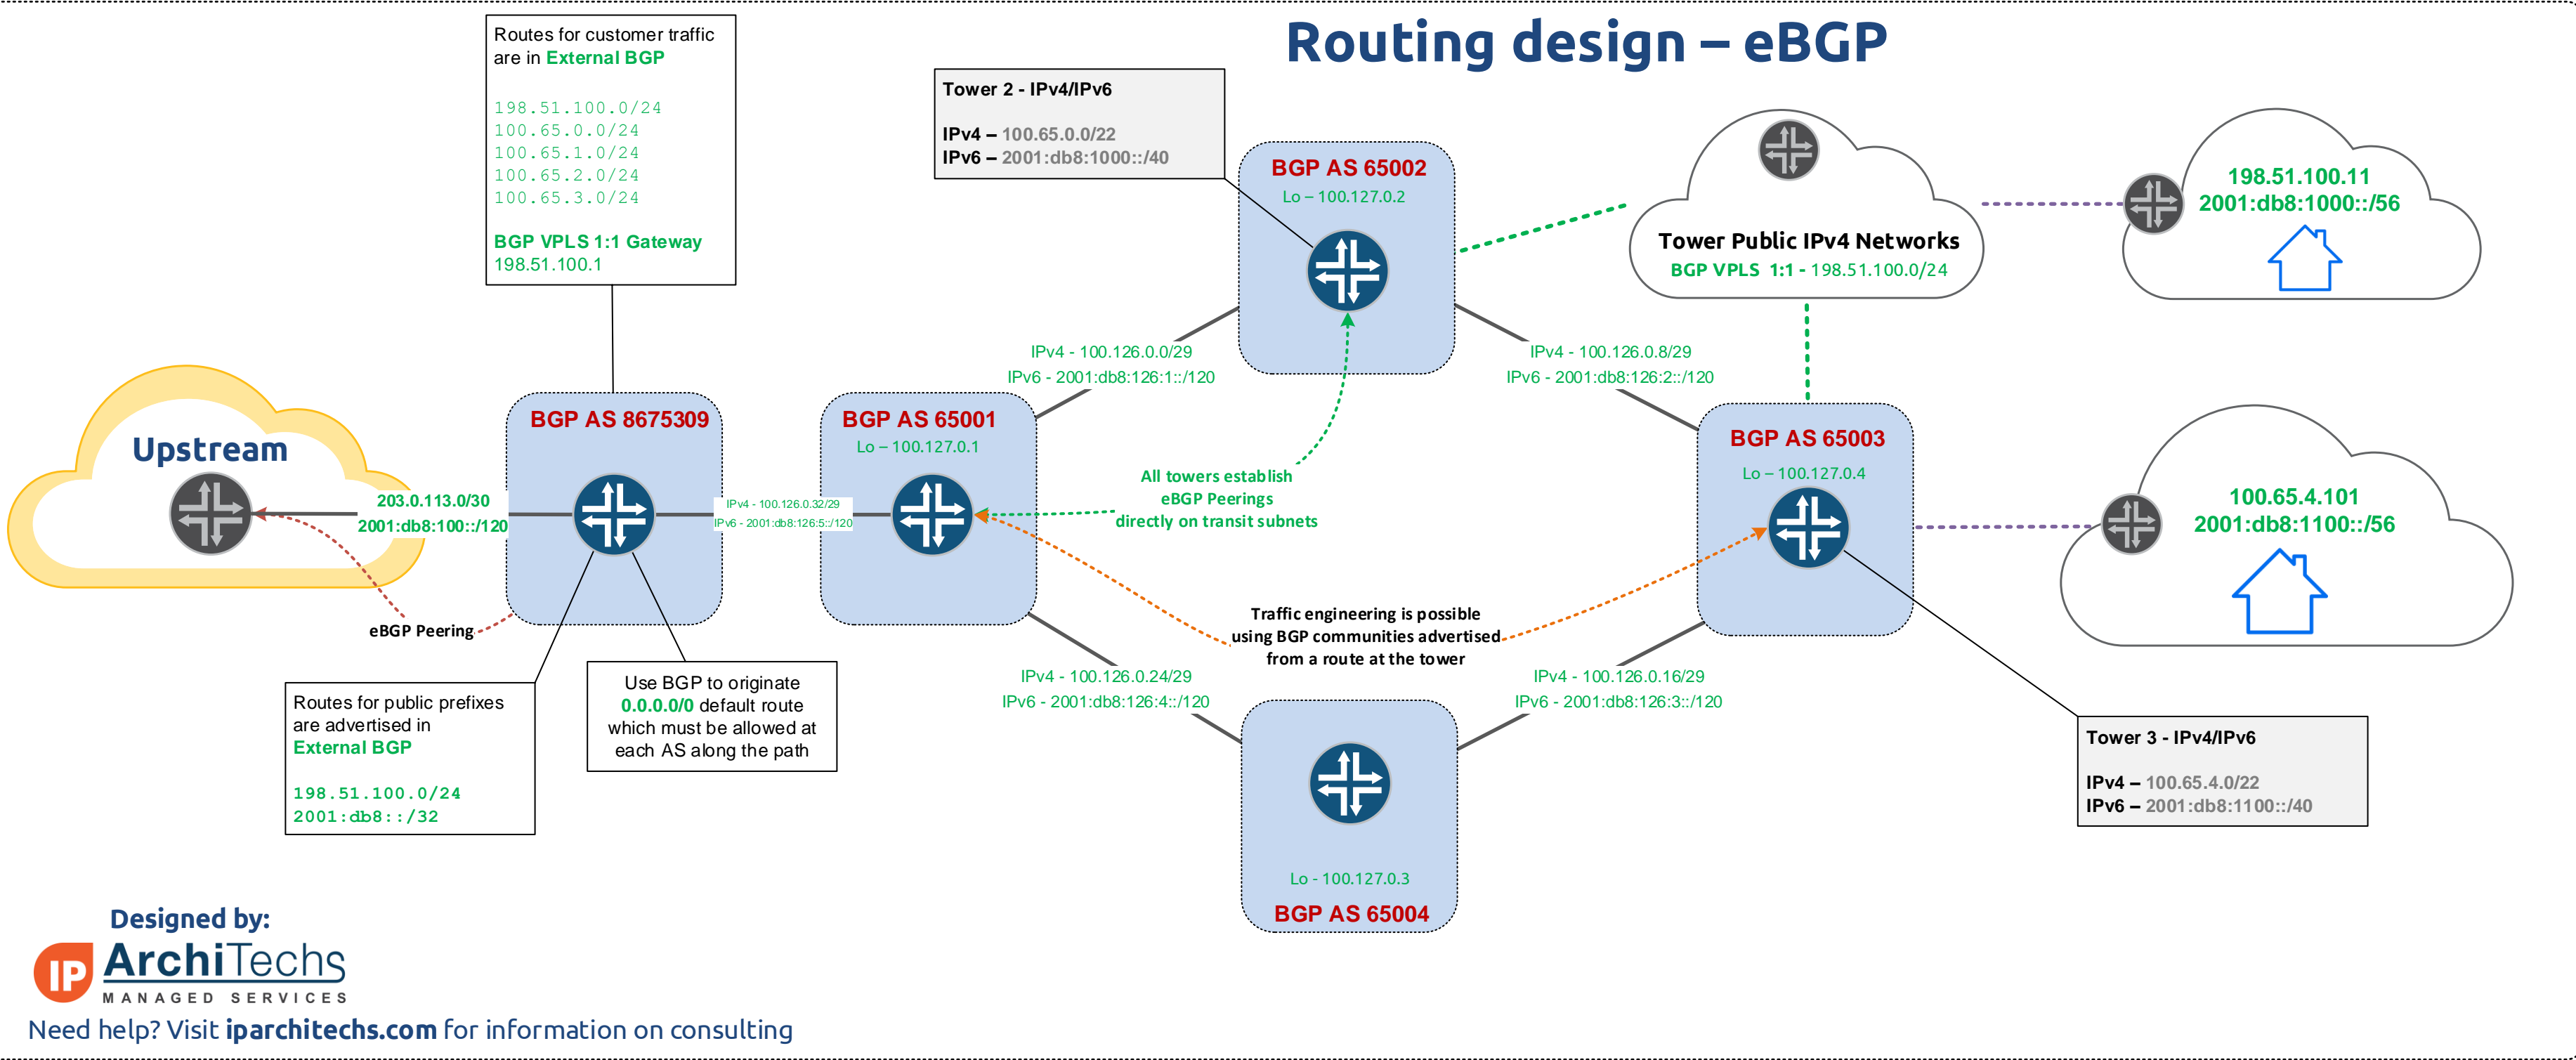 Routing design – eBGP
Routes for customer traffic
are in External BGP
198.51.100.0/24
100.65.0.0/24
100.65.1.0/24
100.65.2.0/24
100.65.3.0/24
BGP VPLS 1:1 Gateway
198.51.100.1
Tower 2 - IPv4/IPv6
IPv4 – 100.65.0.0/22
IPv6 – 2001:db8:1000::/40
BGP AS 65002
Lo – 100.127.0.2
Tower Public IPv4 Networks
BGP VPLS 1:1 - 198.51.100.0/24
198.51.100.11
2001:db8:1000::/56
IPv4 - 100.126.0.0/29
IPv6 - 2001:db8:126:1::/120
IPv4 - 100.126.0.8/29
IPv6 - 2001:db8:126:2::/120
Upstream
203.0.113.0/30
2001:db8:100::/120
BGP AS 8675309
IPv4 - 100.126.0.32/29
IPv6 - 2001:db8:126:5::/120
BGP AS 65001
Lo – 100.127.0.1
All towers establish
eBGP Peerings
directly on transit subnets
BGP AS 65003
Lo – 100.127.0.4
100.65.4.101
2001:db8:1100::/56
eBGP Peering
Traffic engineering is possible
using BGP communities advertised
from a route at the tower
IPv4 - 100.126.0.24/29
IPv6 - 2001:db8:126:4::/120
IPv4 - 100.126.0.16/29
IPv6 - 2001:db8:126:3::/120
Routes for public prefixes
are advertised in
External BGP
198.51.100.0/24
2001:db8::/32
Use BGP to originate
0.0.0.0/0 default route
which must be allowed at
each AS along the path
Tower 3 - IPv4/IPv6
IPv4 – 100.65.4.0/22
IPv6 – 2001:db8:1100::/40
Lo - 100.127.0.3
BGP AS 65004
Designed by:
IP ArchiTechs
MANAGED SERVICES
Need help? Visit iparchitechs.com for information on consulting